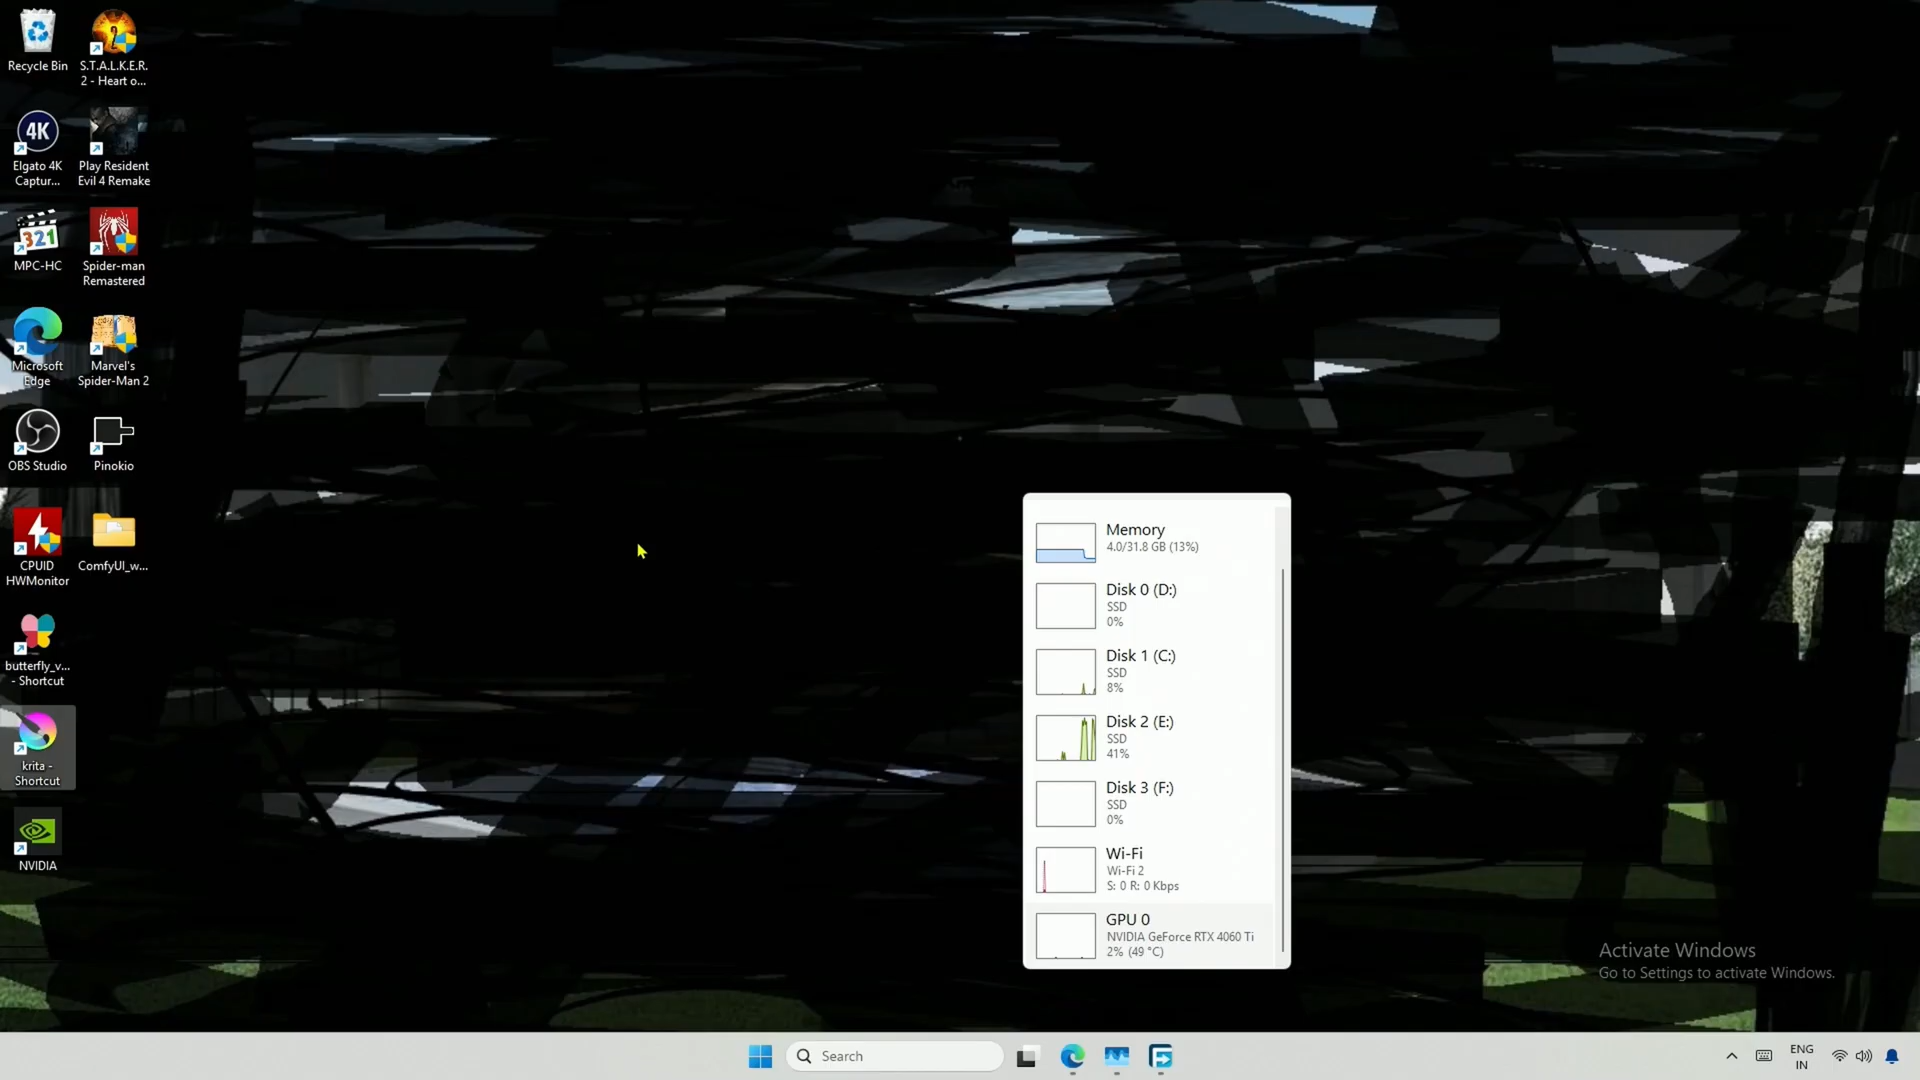 Recycle Bin
S.T.A.L.K.E.R.
2 - Heart o...
4K
Elgato 4K
Captur...
Play Resident
Evil 4 Remake
321
MPC-HC
Spider-man
Remastered
Microsoft
Edge
Marvel's
Spider-Man 2
OBS Studio
Pinokio
CPUID
HWMonitor
ComfyUI_w...
butterfly_v...
- Shortcut
krita -
Shortcut
NVIDIA
Memory
4.0/31.8 GB (13%)
Disk 0 (D:)
SSD
0%
Disk 1 (C:)
SSD
8%
Disk 2 (E:)
SSD
41%
Disk 3 (F:)
SSD
0%
Wi-Fi
Wi-Fi 2
S: 0 R: 0 Kbps
GPU 0
NVIDIA GeForce RTX 4060 Ti
2% (49 °C)
Activate Windows
Go to Settings to activate Windows.
Search
ENG
IN